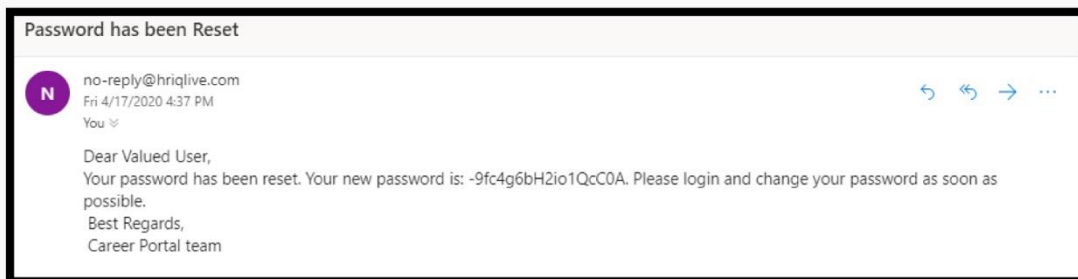 Password has been Reset
N
no-reply@hriqlive.com
Fri 4/17/2020 4:37 PM
You
Dear Valued User,
Your password has been reset. Your new password is: -9fc4g6bH2io1QcC0A. Please login and change your password as soon as
possible.
Best Regards,
Career Portal team